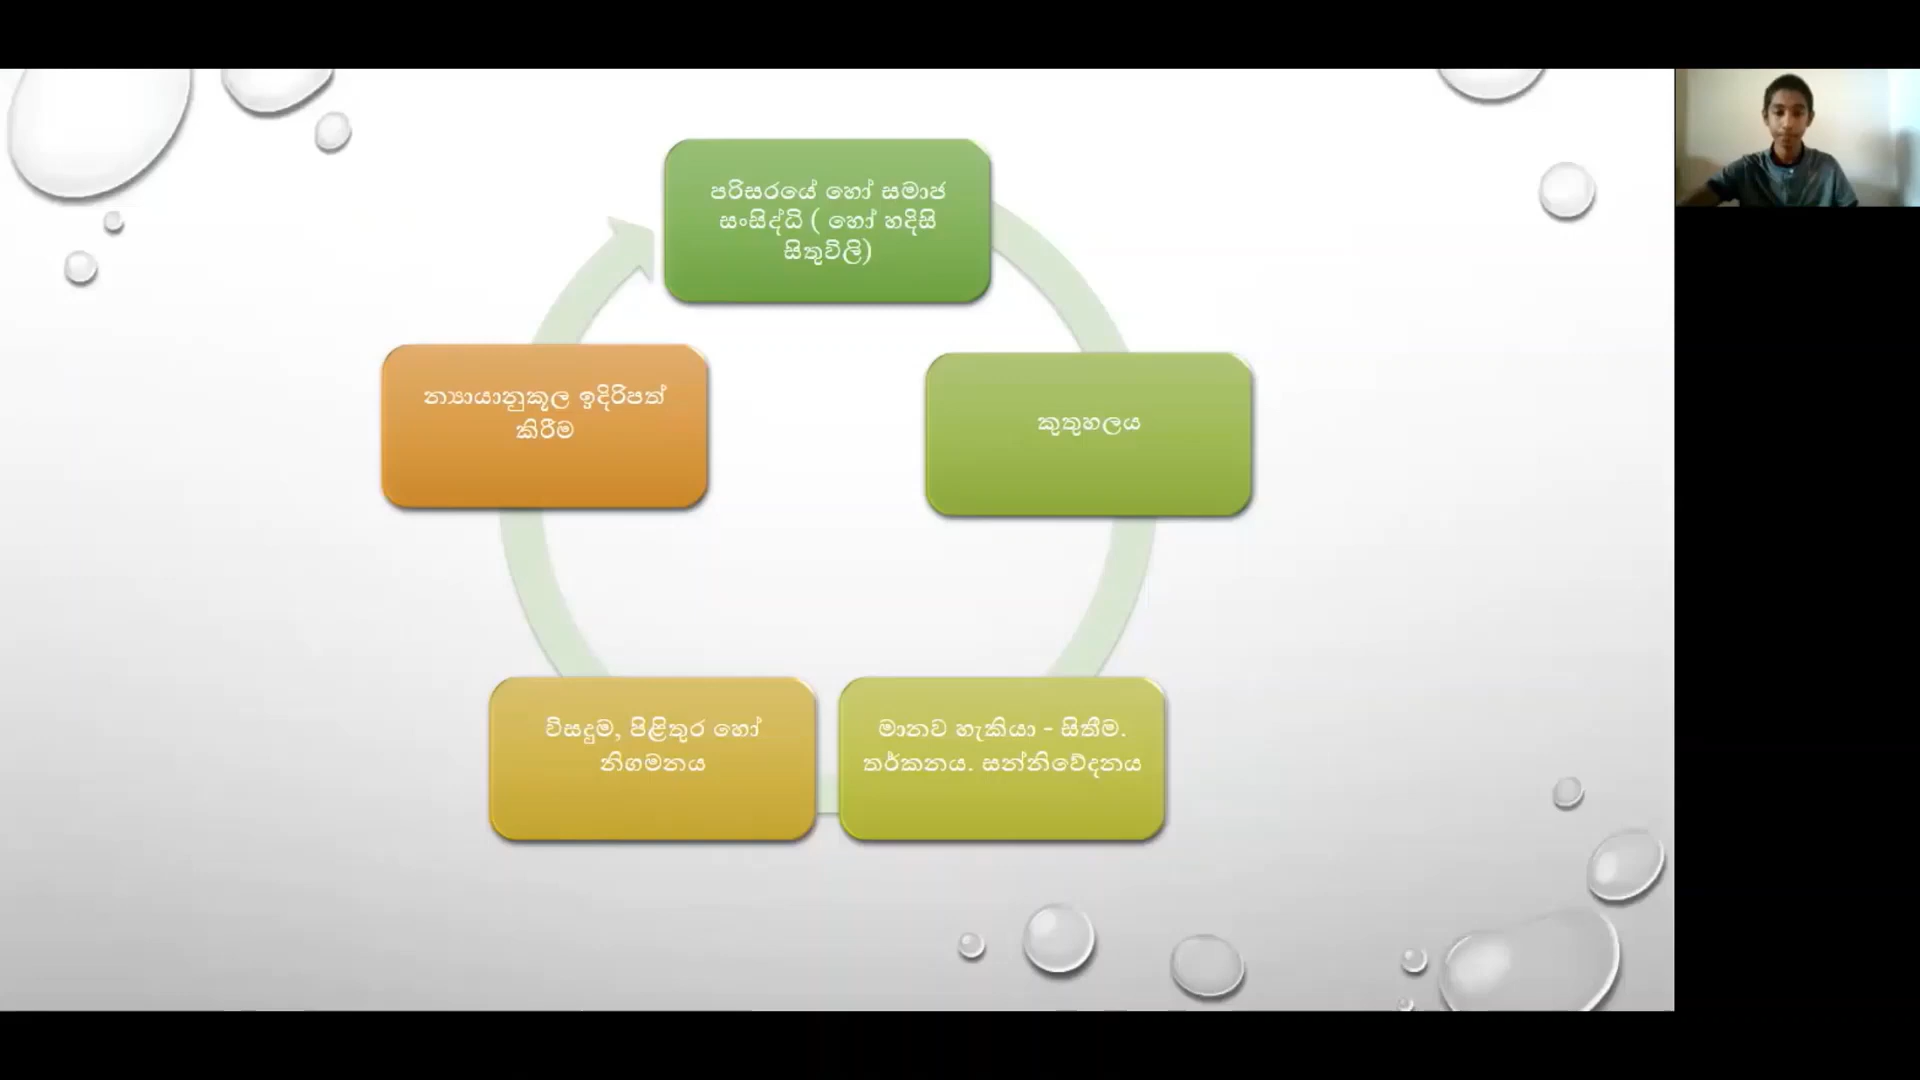 පරිසරයේ හෝ සමාජ
සංසිද්ධි ( හෝ හදිසි
සිතුවිලි)
කුතුහලය
මානව හැකියා - සිතීම.
තර්කනය. සන්නිවේදනය
විසඳුම, පිළිතුර හෝ
නිගමනය
න්‍යායානුකූල ඉදිරිපත්
කිරීම